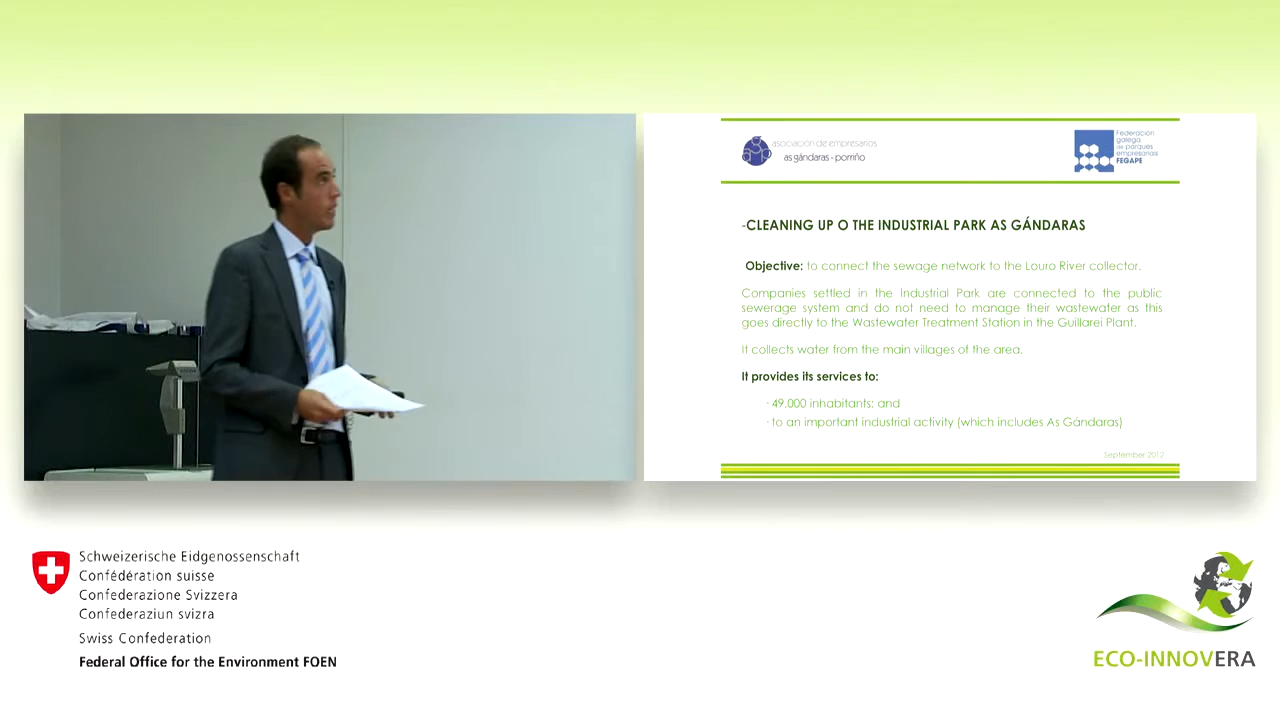 asociación de empresarios
as gándaras - porriño
Federación
galega
de parques
empresariais
FEGAPE
-CLEANING UP O THE INDUSTRIAL PARK AS GÁNDARAS
Objective: to connect the sewage network to the Louro River collector.
Companies settled in the Industrial Park are connected to the public
sewerage system and do not need to manage their wastewater as this
goes directly to the Wastewater Treatment Station in the Guillarei Plant.
It collects water from the main villages of the area.
It provides its services to:
· 49.000 inhabitants; and
· to an important industrial activity (which includes As Gándaras)
September 2012
Schweizerische Eidgenossenschaft
Confédération suisse
Confederazione Svizzera
Confederaziun svizra
Swiss Confederation
Federal Office for the Environment FOEN
ECO-INNOVERA